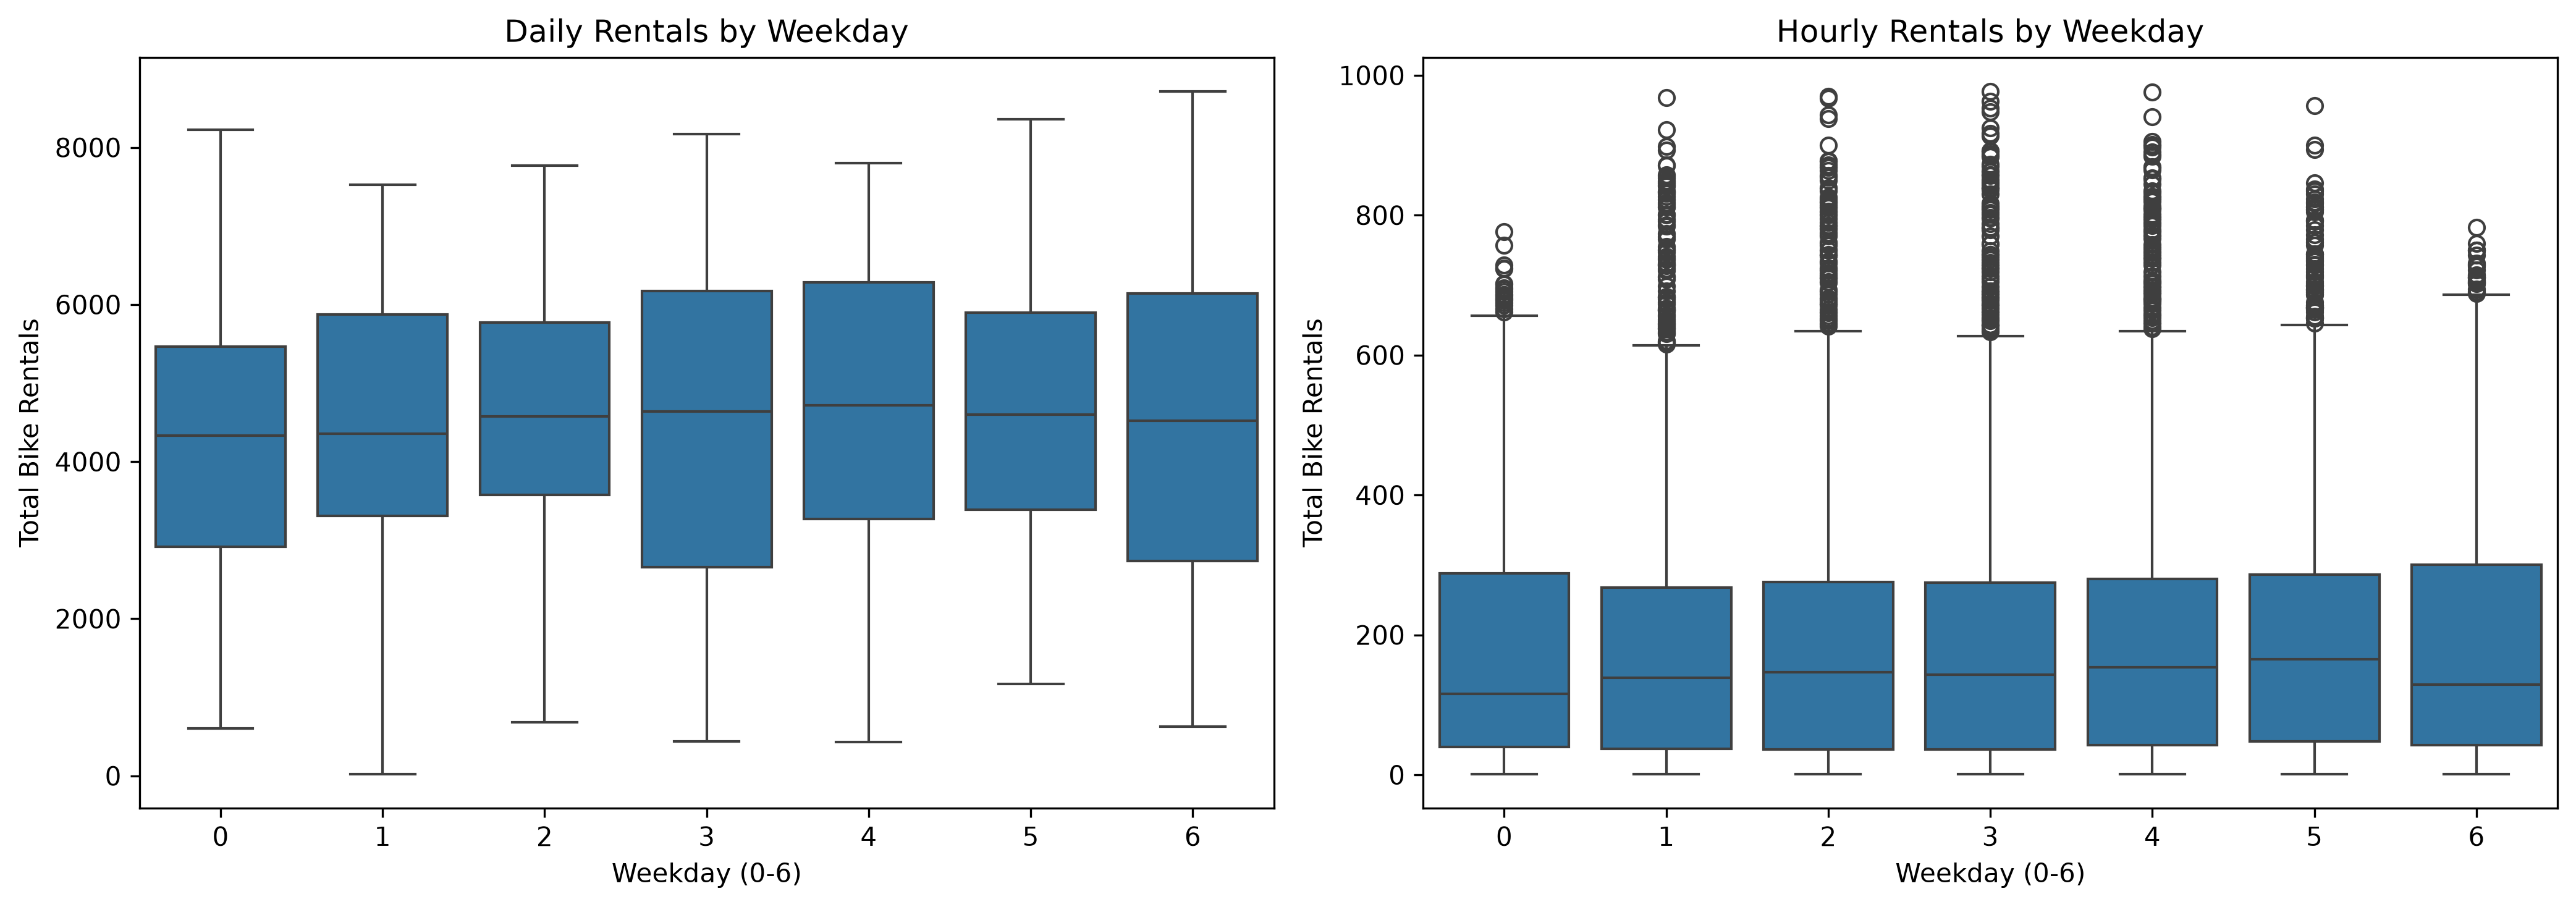 Daily Rentals by Weekday
Total Bike Rentals
8000
6000
4000
2000
0
0 1 2 3 4 5 6
Weekday (0-6)
Hourly Rentals by Weekday
Total Bike Rentals
1000
800
600
400
200
0
0 1 2 3 4 5 6
Weekday (0-6)